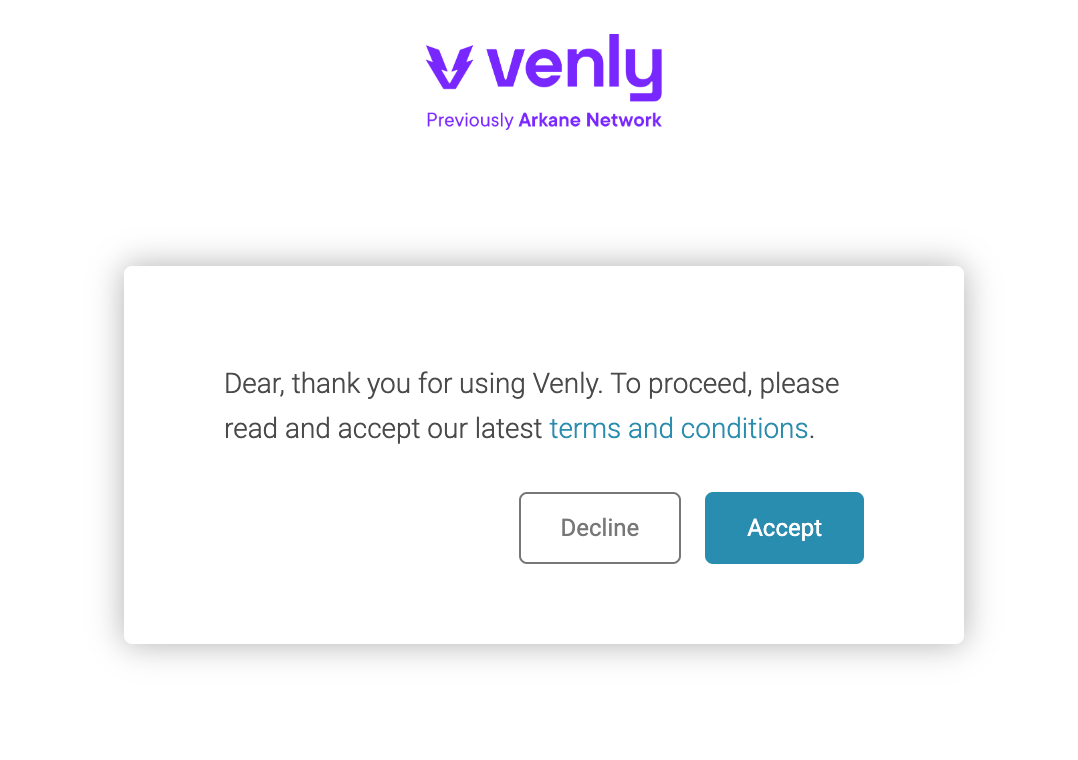 venly
Previously Arkane Network
Dear, thank you for using Venly. To proceed, please
read and accept our latest terms and conditions.
Decline
Accept